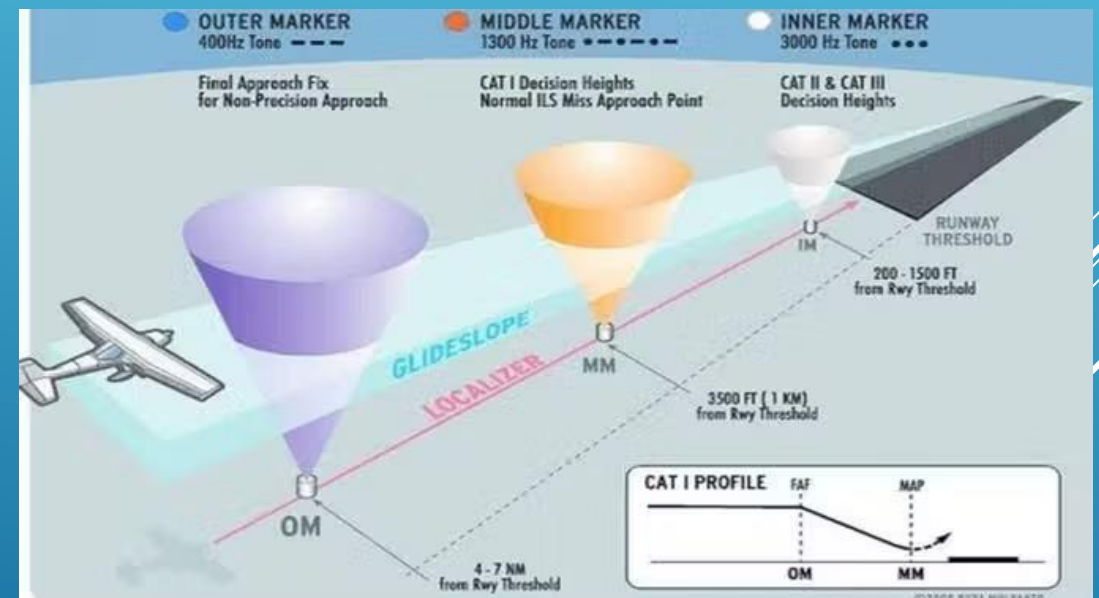 OUTER MARKER
400Hz Tone
Final Approach Fix
for Non-Precision Approach
MIDDLE MARKER
1300 Hz Tone
CAT I Decision Heights
Normal ILS Miss Approach Point
INNER MARKER
3000 Hz Tone
CAT II & CAT III
Decision Heights
RUNWAY
THRESHOLD
IM
200 - 1500 FT
from Rwy Threshold
GLIDESLOPE
LOCALIZER
MM
3500 FT ( 1 KM)
from Rwy Threshold
OM
4 - 7 NM
from Rwy Threshold
CAT I PROFILE
FAF
MAP
OM
MM